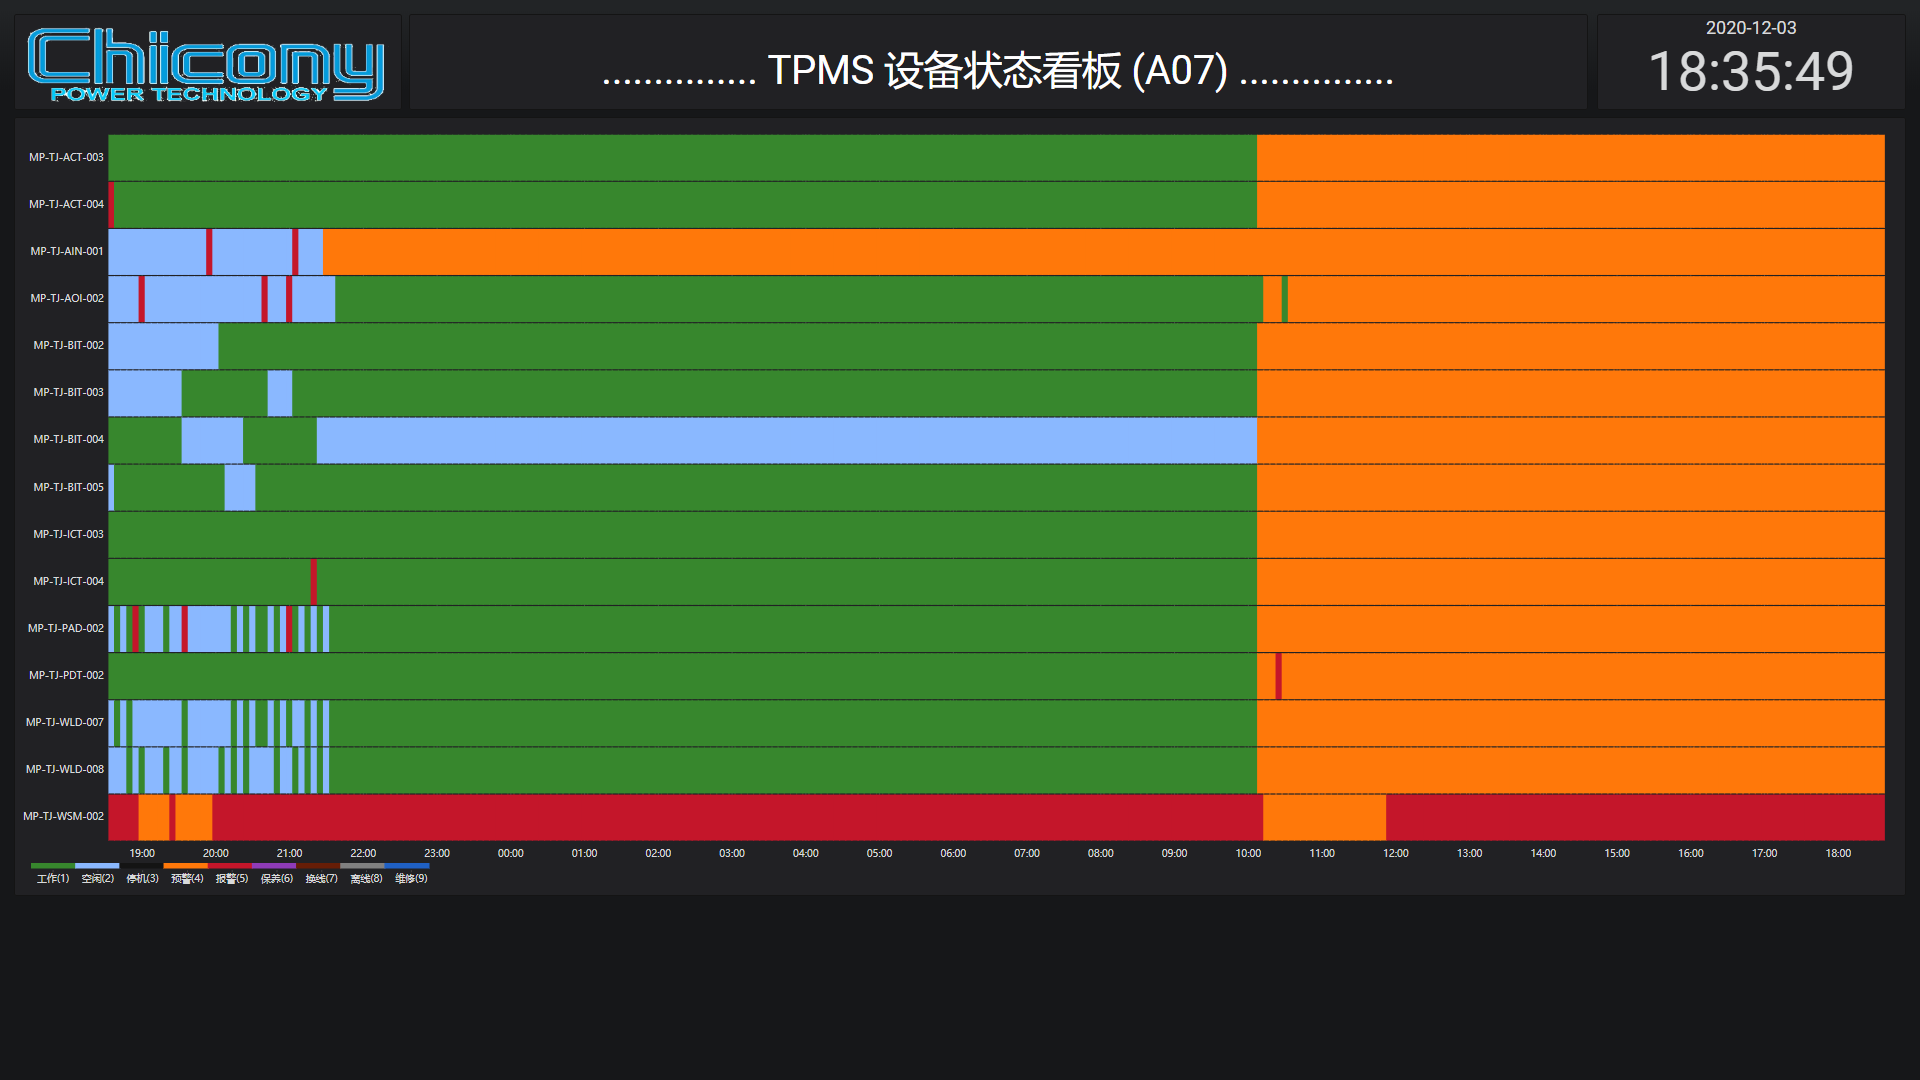 Chicony
POWER TECHNOLOGY
............... TPMS 设备状态看板 (A07) ...............
2020-12-03
18:35:49
MP-TJ-ACT-003
MP-TJ-ACT-004
MP-TJ-AIN-001
MP-TJ-AOI-002
MP-TJ-BIT-002
MP-TJ-BIT-003
MP-TJ-BIT-004
MP-TJ-BIT-005
MP-TJ-ICT-003
MP-TJ-ICT-004
MP-TJ-PAD-002
MP-TJ-PDT-002
MP-TJ-WLD-007
MP-TJ-WLD-008
MP-TJ-WSM-002
19:00 20:00 21:00 22:00 23:00 00:00 01:00 02:00 03:00 04:00 05:00 06:00 07:00 08:00 09:00 10:00 11:00 12:00 13:00 14:00 15:00 16:00 17:00 18:00
工作(1) 空闲(2) 停机(3) 预警(4) 报警(5) 保养(6) 换线(7) 离线(8) 维修(9)